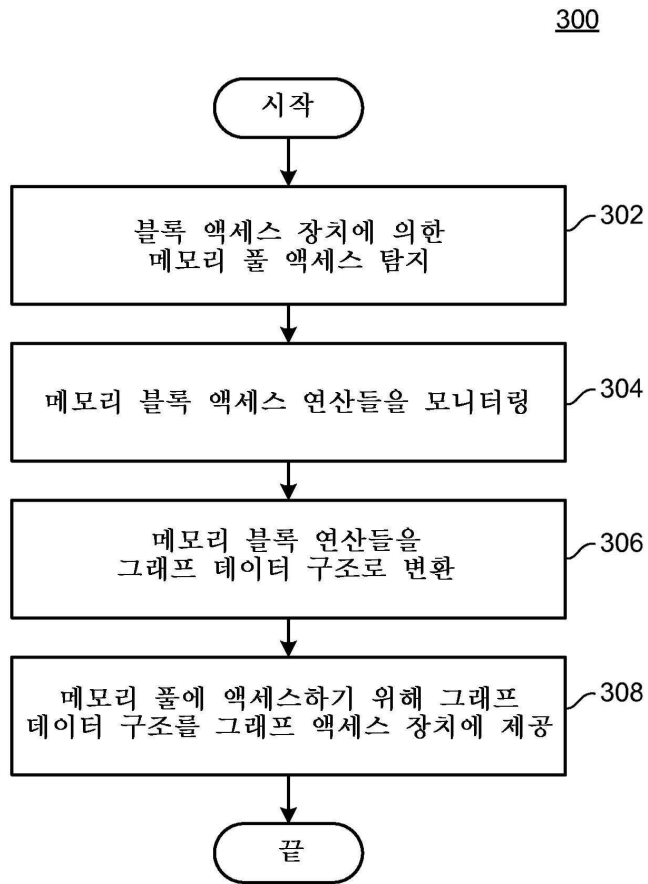 300
시작
블록 액세스 장치에 의한
메모리 풀 액세스 탐지
302
메모리 블록 액세스 연산들을 모니터링
304
메모리 블록 연산들을
그래프 데이터 구조로 변환
306
메모리 풀에 액세스하기 위해 그래프
데이터 구조를 그래프 액세스 장치에 제공
308
끝